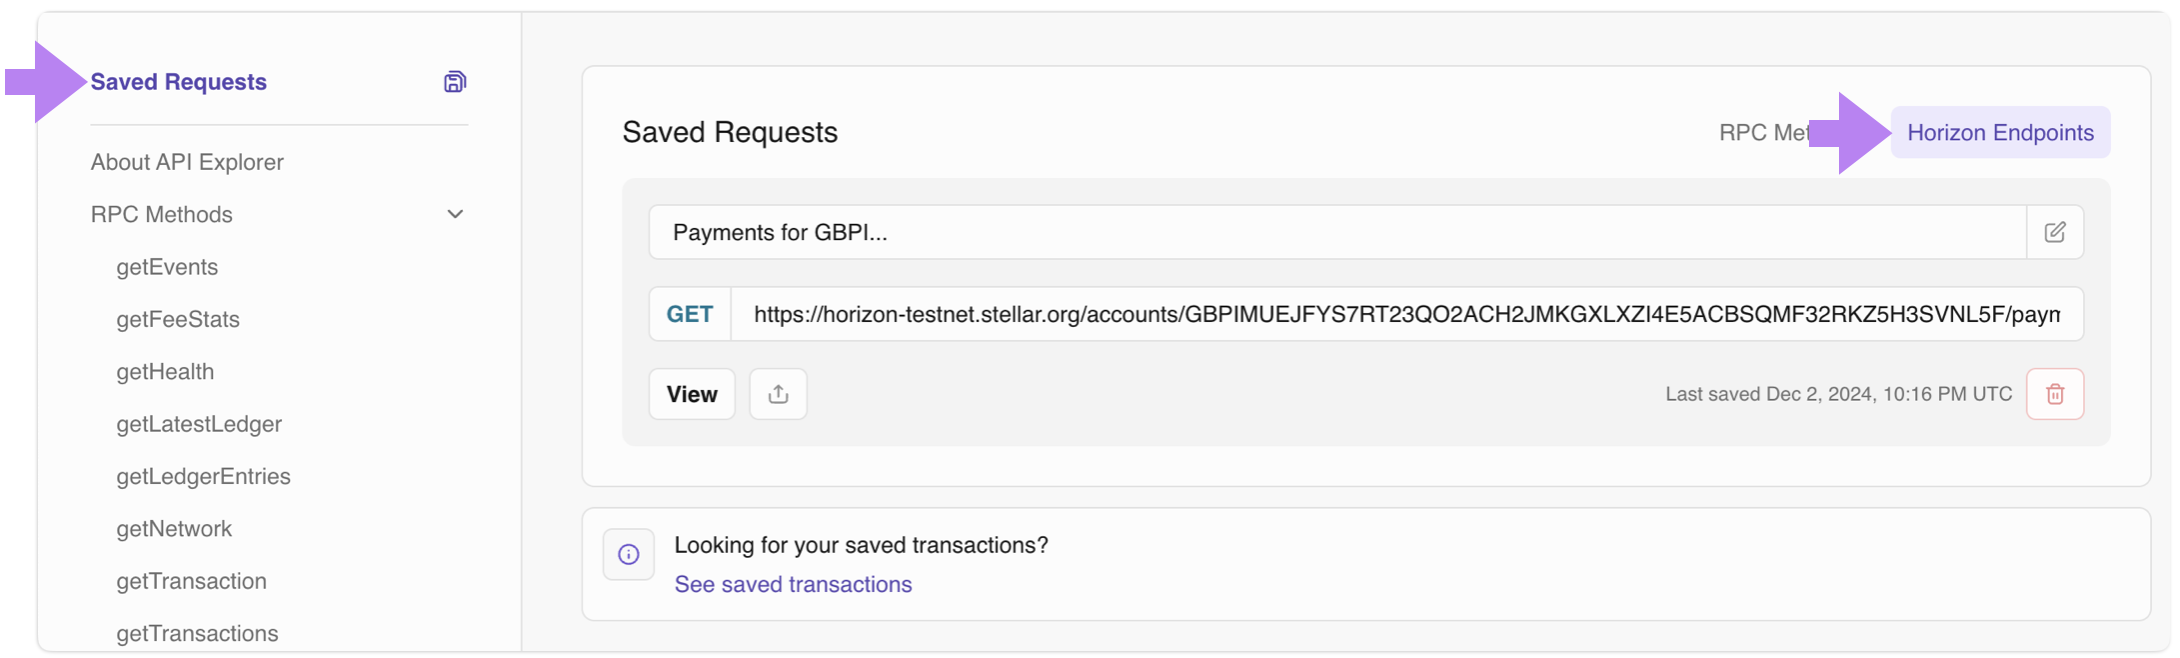 Saved Requests
About API Explorer
RPC Methods
getEvents
getFeeStats
getHealth
getLatestLedger
getLedgerEntries
getNetwork
getTransaction
getTransactions
Saved Requests
RPC Horizon Endpoints
Payments for GBPI...
GET https://horizon-testnet.stellar.org/accounts/GBPIMUEJFYS7RT23QO2ACH2JMKGXLXZI4E5ACBSQMF32RKZ5H3SVNL5F/paym
View Last saved Dec 2, 2024, 10:16 PM UTC
Looking for your saved transactions?
See saved transactions